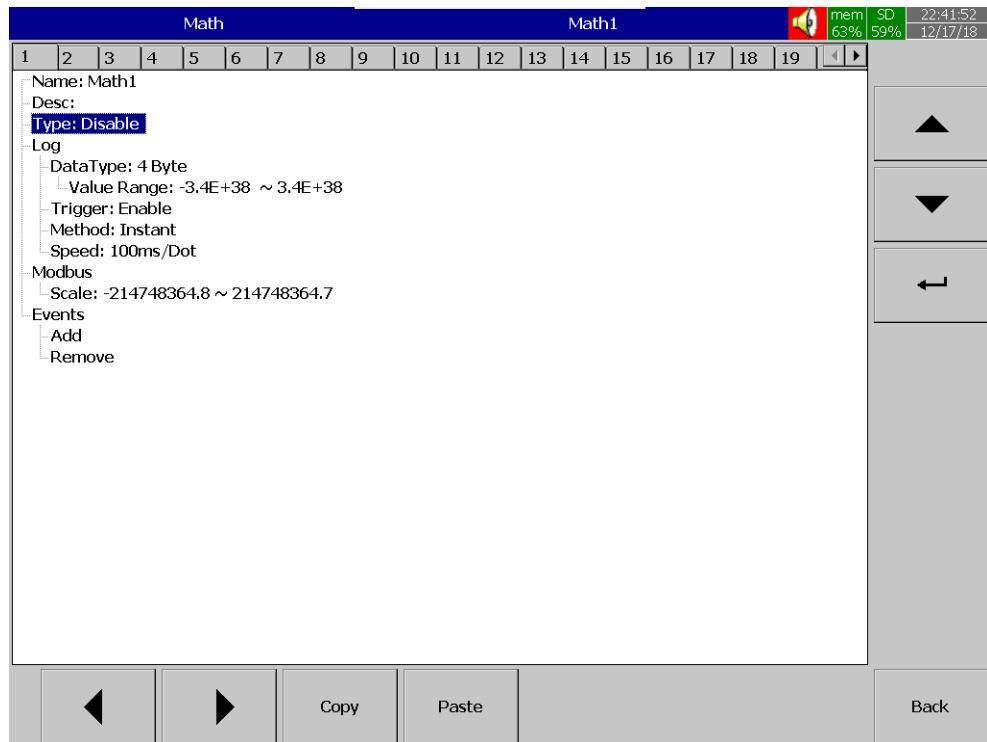 Math Math1 mem SD 22:41:52
63% 59% 12/17/18
1 2 3 4 5 6 7 8 9 10 11 12 13 14 15 16 17 18 19
Name: Math1
Desc:
Type: Disable
Log
DataType: 4 Byte
Value Range: -3.4E+38 ~ 3.4E+38
Trigger: Enable
Method: Instant
Speed: 100ms/Dot
Modbus
Scale: -214748364.8 ~ 214748364.7
Events
Add
Remove
Copy Paste Back